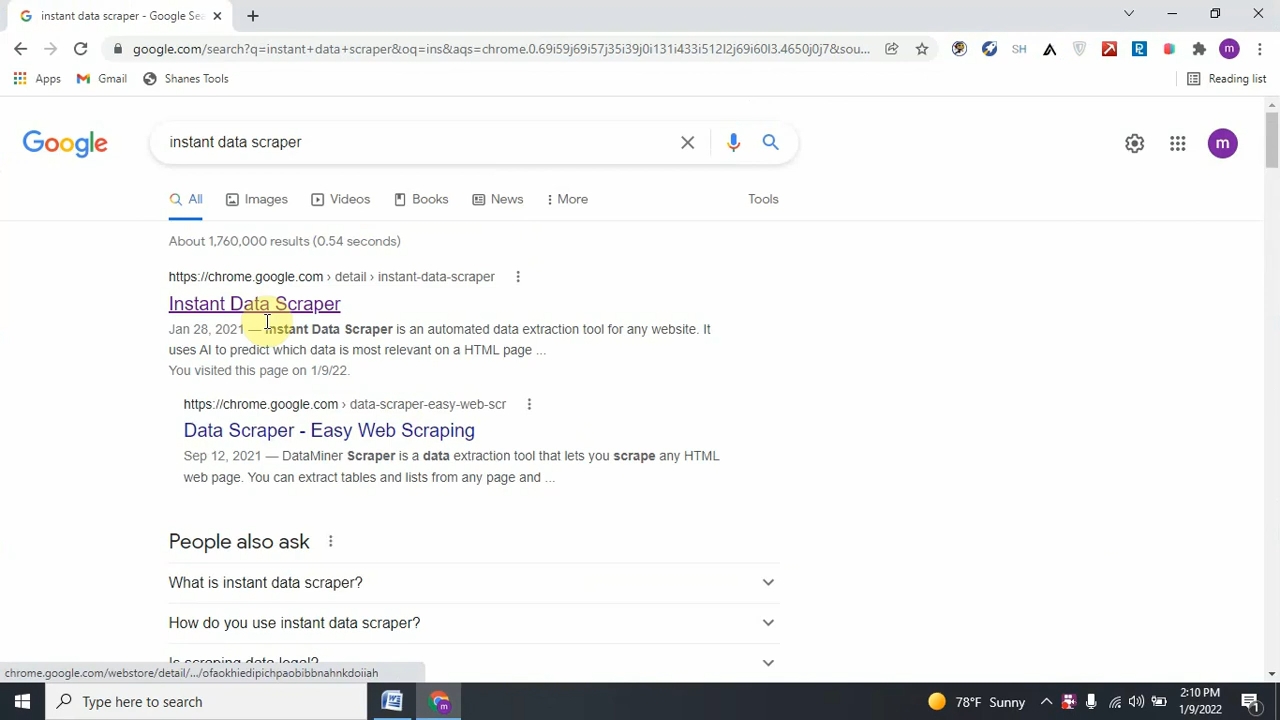 instant data scraper - Google Sea
google.com/search?q=instant+data+scraper&oq=ins&aqs=chrome.0.69i59j69i57j35i39j0i131i433i512l2j69i60l3.4650j0j7&sou...
SH
m
Apps
Gmail
Shanes Tools
Reading list
Google
instant data scraper
m
All
Images
Videos
Books
News
More
Tools
About 1,760,000 results (0.54 seconds)
https://chrome.google.com › detail › instant-data-scraper
Instant Data Scraper
Jan 28, 2021 — Instant Data Scraper is an automated data extraction tool for any website. It
uses AI to predict which data is most relevant on a HTML page ...
You visited this page on 1/9/22.
https://chrome.google.com › data-scraper-easy-web-scr
Data Scraper - Easy Web Scraping
Sep 12, 2021 — DataMiner Scraper is a data extraction tool that lets you scrape any HTML
web page. You can extract tables and lists from any page and ...
People also ask
What is instant data scraper?
How do you use instant data scraper?
Is scraping data legal?
chrome.google.com/webstore/detail/.../ofaokhiedipichpaobibbnahnkdoiiah
Type here to search
78°F Sunny
2:10 PM
1/9/2022